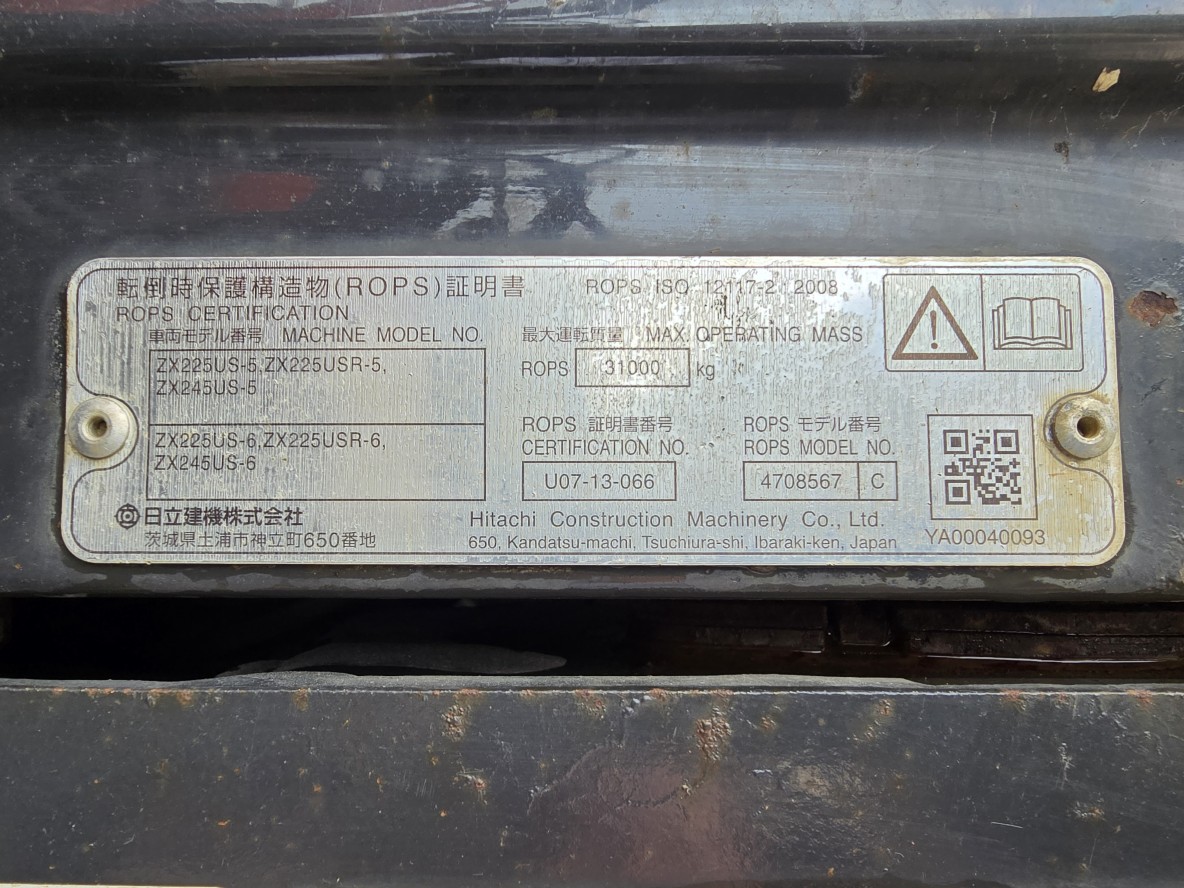 転倒時保護構造物(ROPS)証明書
ROPS ISO 12117-2 : 2008
ROPS CERTIFICATION
車両モデル番号 MACHINE MODEL NO.
ZX225US-5,ZX225USR-5,
ZX245US-5
ZX225US-6,ZX225USR-6,
ZX245US-6
最大運転質量 MAX. OPERATING MASS
ROPS 31000 kg
ROPS 証明書番号
CERTIFICATION NO.
U07-13-066
ROPS モデル番号
ROPS MODEL NO.
4708567 C
日立建機株式会社
茨城県土浦市神立町650番地
Hitachi Construction Machinery Co., Ltd.
650, Kandatsu-machi, Tsuchiura-shi, Ibaraki-ken, Japan
YA00040093